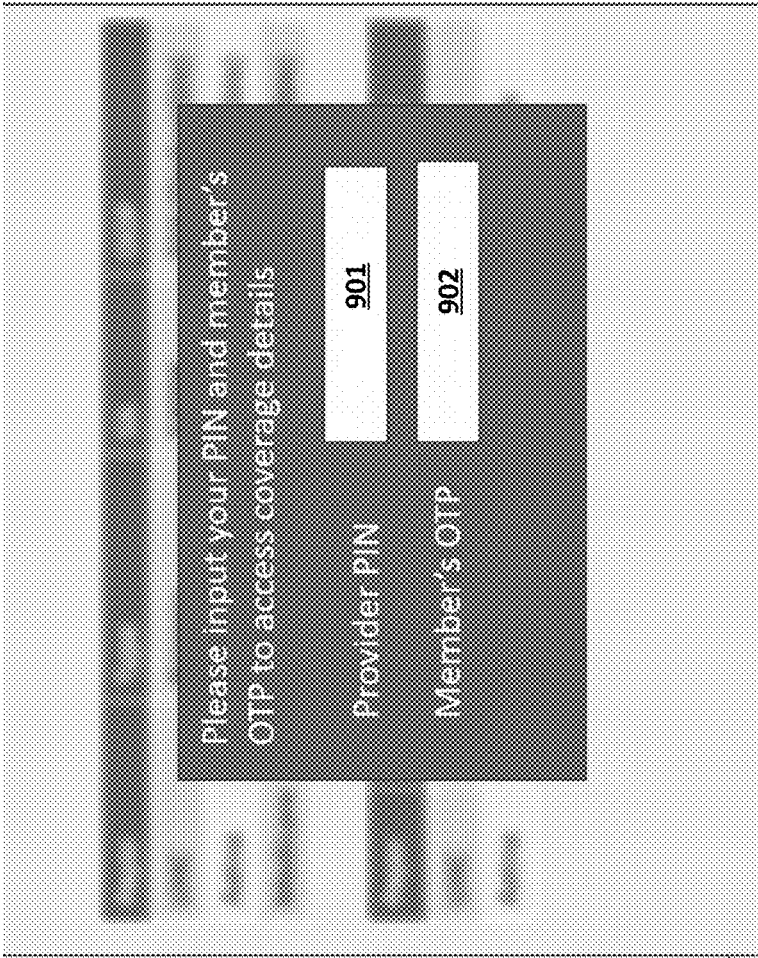 Please input your PIN and member's
OTP to access coverage details
Provider PIN
901
Member's OTP
902